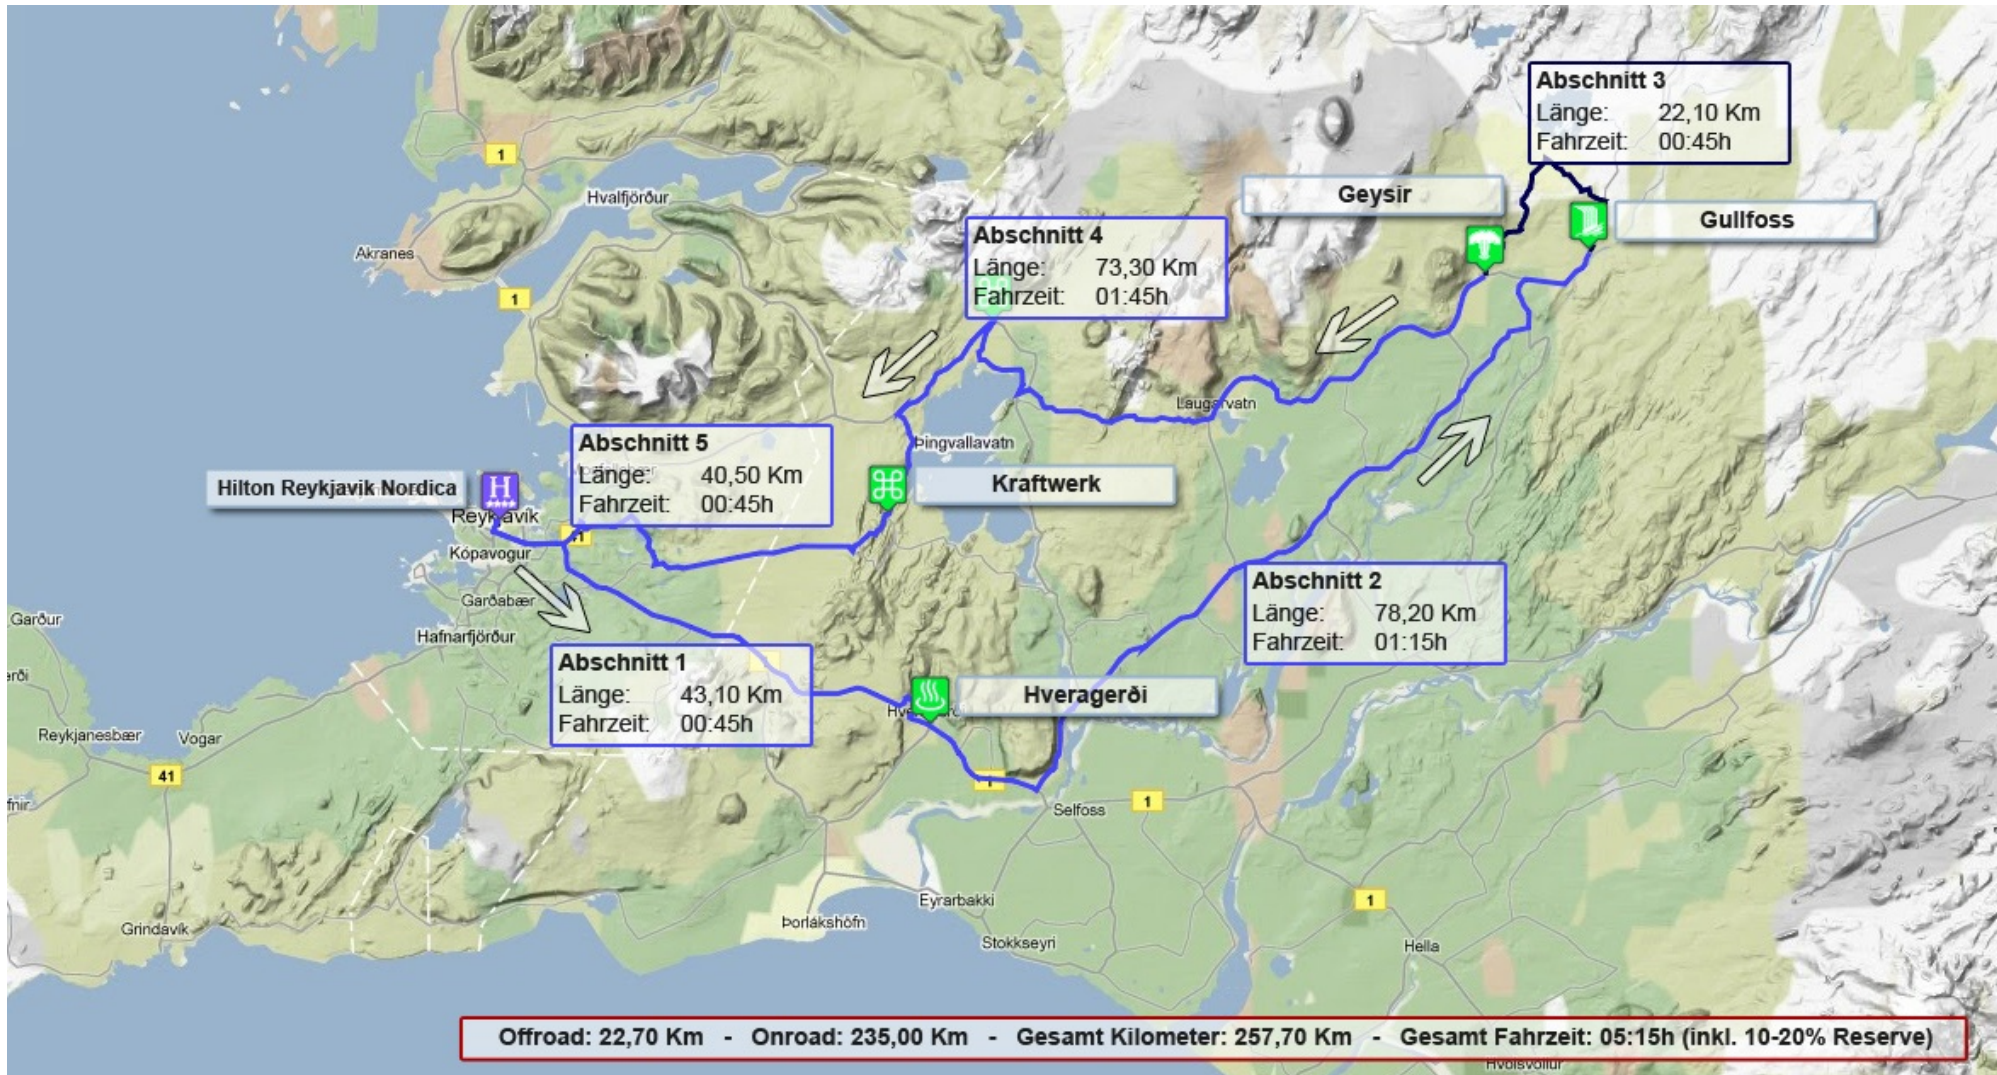 Abschnitt 3
Länge: 22,10 Km
Fahrzeit: 00:45h
1
Hvalfjörður
Geysir
Gullfoss
Akranes
Abschnitt 4
Länge: 73,30 Km
Fahrzeit: 01:45h
1
Laugarvatn
Abschnitt 5
Länge: 40,50 Km
Fahrzeit: 00:45h
Þingvallavatn
Hilton Reykjavik Nordica
H
Kraftwerk
Reykjavík
41
Kópavogur
Abschnitt 2
Länge: 78,20 Km
Fahrzeit: 01:15h
Garðabær
Garður
Hafnarfjörður
Abschnitt 1
Länge: 43,10 Km
Fahrzeit: 00:45h
erði
Hveragerði
Reykjanesbær
Vogar
41
1
Selfoss
1
fnir
Eyrarbakki
1
Þorlákshöfn
Grindavík
Stokkseyri
Hella
Offroad: 22,70 Km - Onroad: 235,00 Km - Gesamt Kilometer: 257,70 Km - Gesamt Fahrzeit: 05:15h (inkl. 10-20% Reserve)
Hvolsvöllur